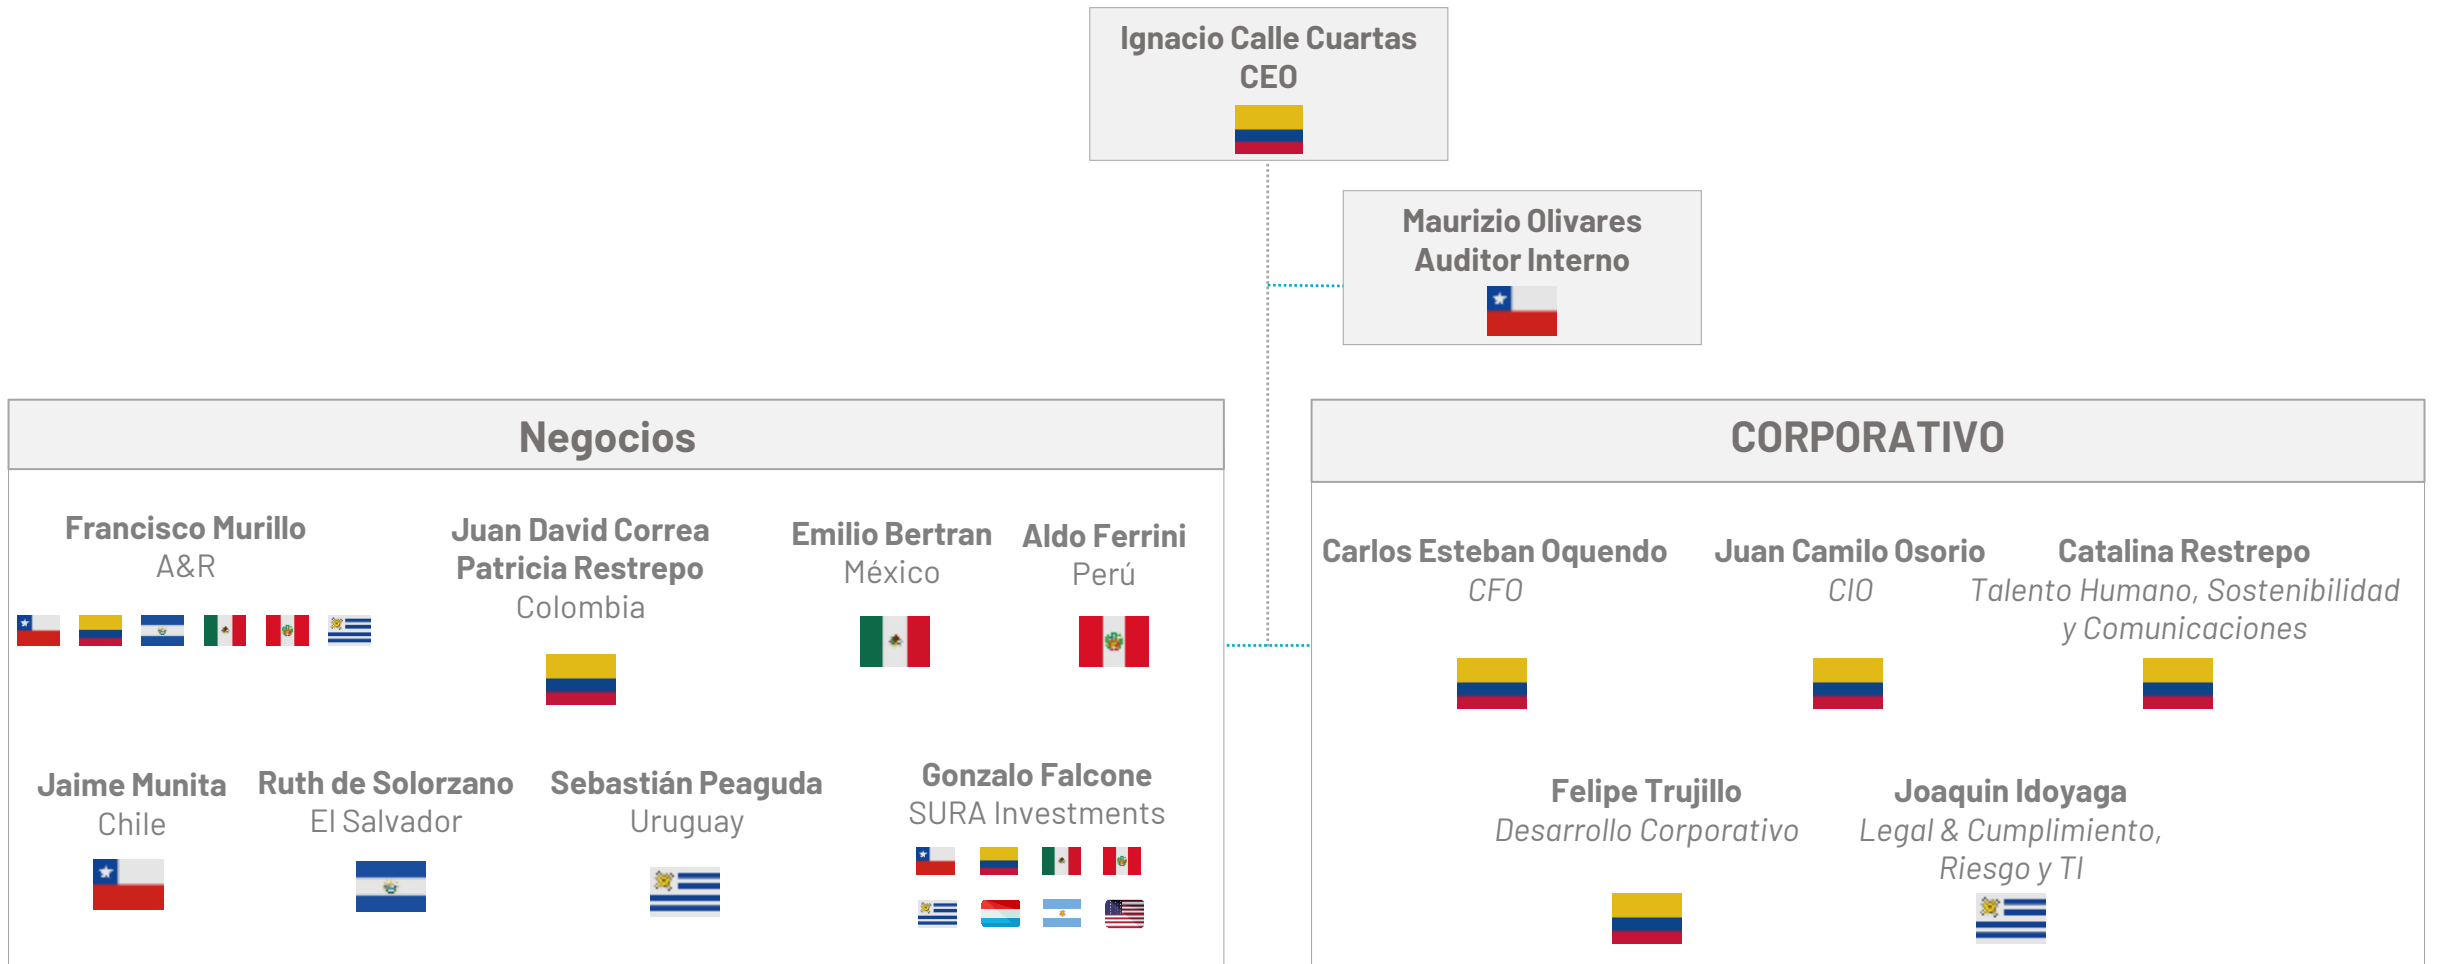 Ignacio Calle Cuartas
CEO
Maurizio Olivares
Auditor Interno
Negocios
Francisco Murillo
A&R
Juan David Correa
Patricia Restrepo
Colombia
Emilio Bertran
México
Aldo Ferrini
Perú
Jaime Munita
Chile
Ruth de Solorzano
El Salvador
Sebastián Peaguda
Uruguay
Gonzalo Falcone
SURA Investments
CORPORATIVO
Carlos Esteban Oquendo
CFO
Juan Camilo Osorio
CIO
Catalina Restrepo
Talento Humano, Sostenibilidad
y Comunicaciones
Felipe Trujillo
Desarrollo Corporativo
Joaquin Idoyaga
Legal & Cumplimiento,
Riesgo y TI